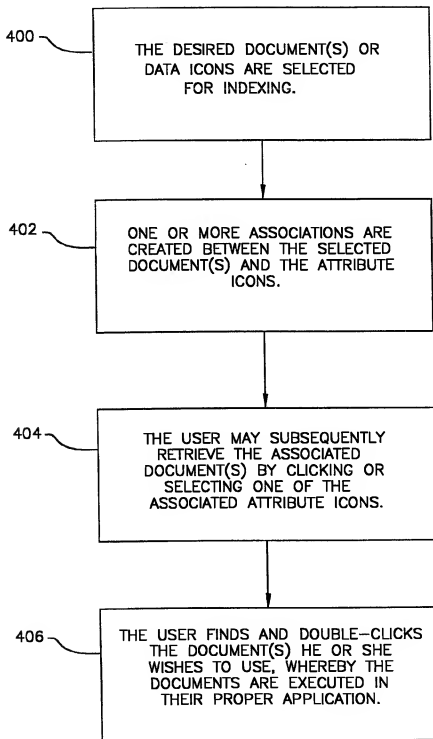 400
THE DESIRED DOCUMENT(S) OR
DATA ICONS ARE SELECTED
FOR INDEXING.
402
ONE OR MORE ASSOCIATIONS ARE
CREATED BETWEEN THE SELECTED
DOCUMENT(S) AND THE ATTRIBUTE
ICONS.
404
THE USER MAY SUBSEQUENTLY
RETRIEVE THE ASSOCIATED
DOCUMENT(S) BY CLICKING OR
SELECTING ONE OF THE
ASSOCIATED ATTRIBUTE ICONS.
406
THE USER FINDS AND DOUBLE-CLICKS
THE DOCUMENT(S) HE OR SHE
WISHES TO USE, WHEREBY THE
DOCUMENTS ARE EXECUTED IN
THEIR PROPER APPLICATION.